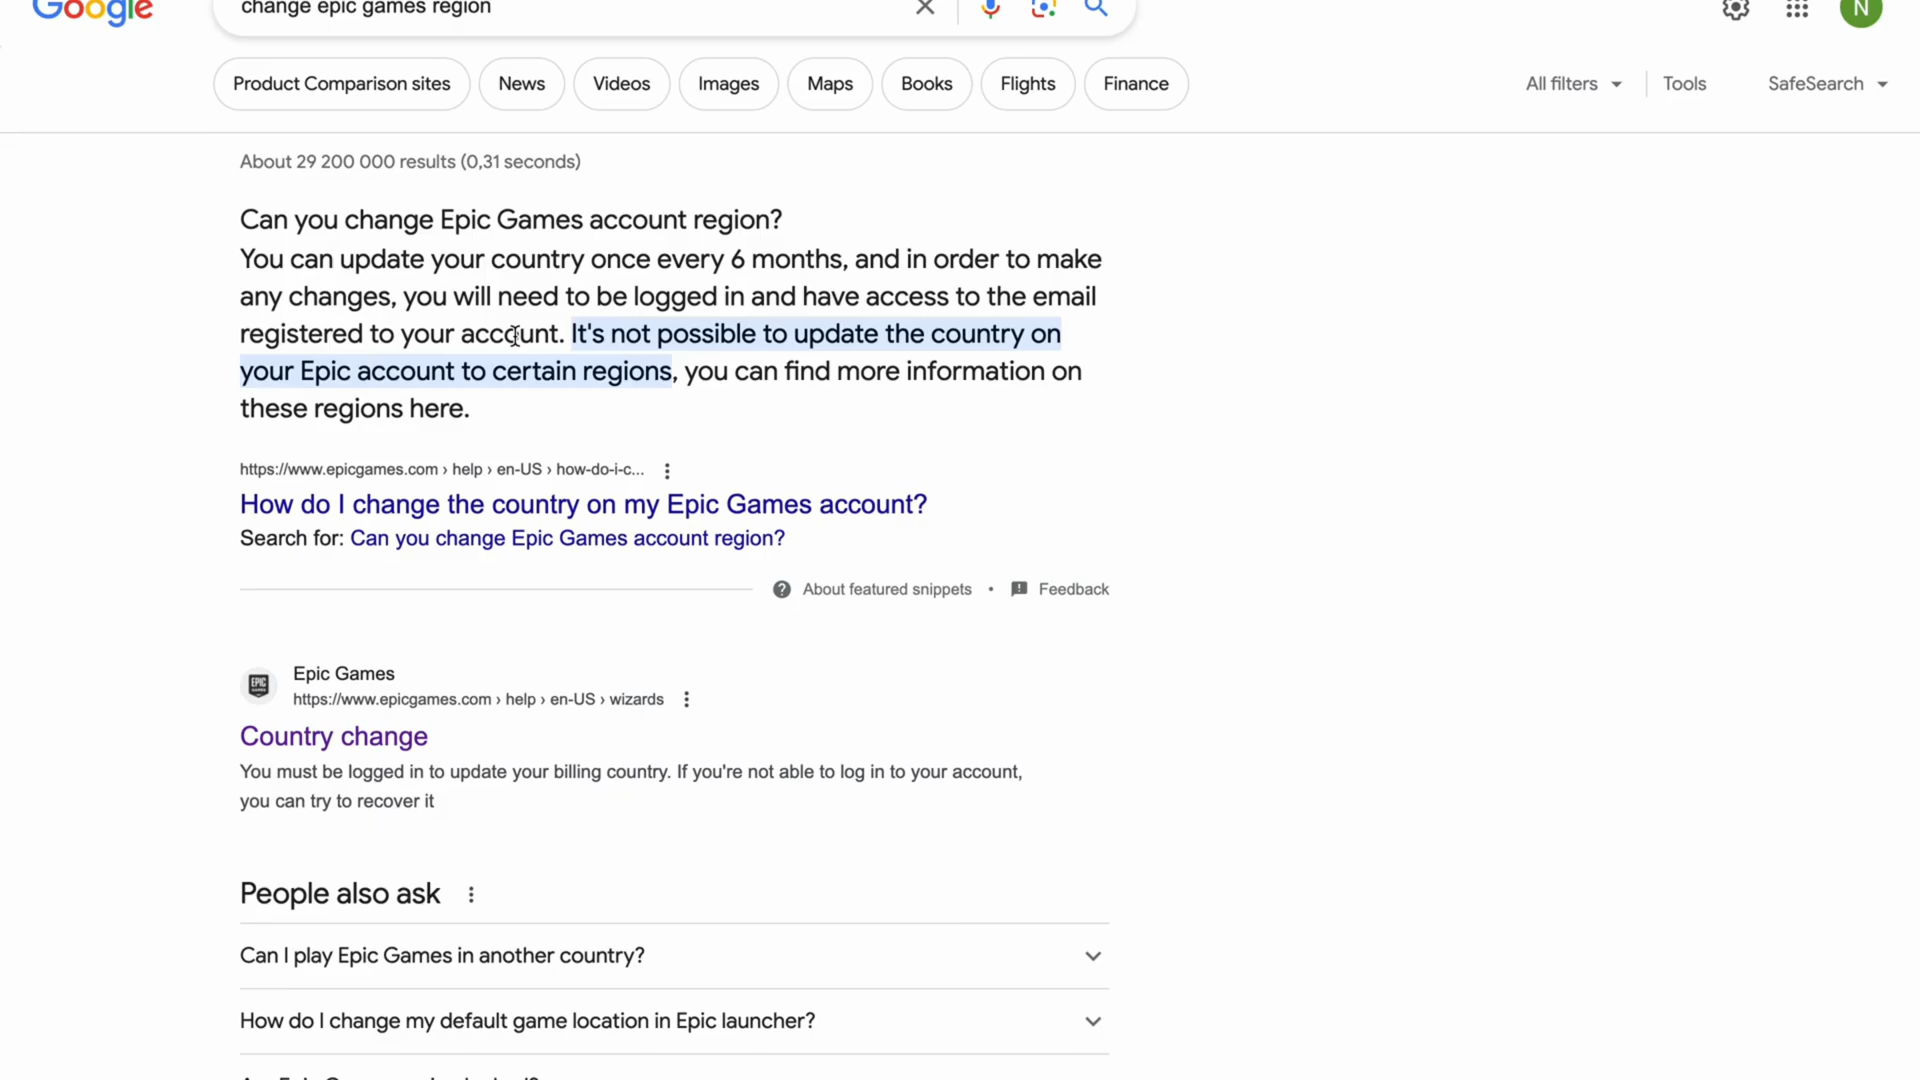 Google
change epic games region
N
Product Comparison sites
News
Videos
Images
Maps
Books
Flights
Finance
All filters
Tools
SafeSearch
About 29 200 000 results (0,31 seconds)
Can you change Epic Games account region?
You can update your country once every 6 months, and in order to make
any changes, you will need to be logged in and have access to the email
registered to your account. It's not possible to update the country on
your Epic account to certain regions, you can find more information on
these regions here.
https://www.epicgames.com › help › en-US › how-do-i-c...
How do I change the country on my Epic Games account?
Search for: Can you change Epic Games account region?
About featured snippets • Feedback
Epic Games
EPIC
https://www.epicgames.com › help › en-US › wizards
Country change
You must be logged in to update your billing country. If you're not able to log in to your account,
you can try to recover it
People also ask
Can I play Epic Games in another country?
How do I change my default game location in Epic launcher?